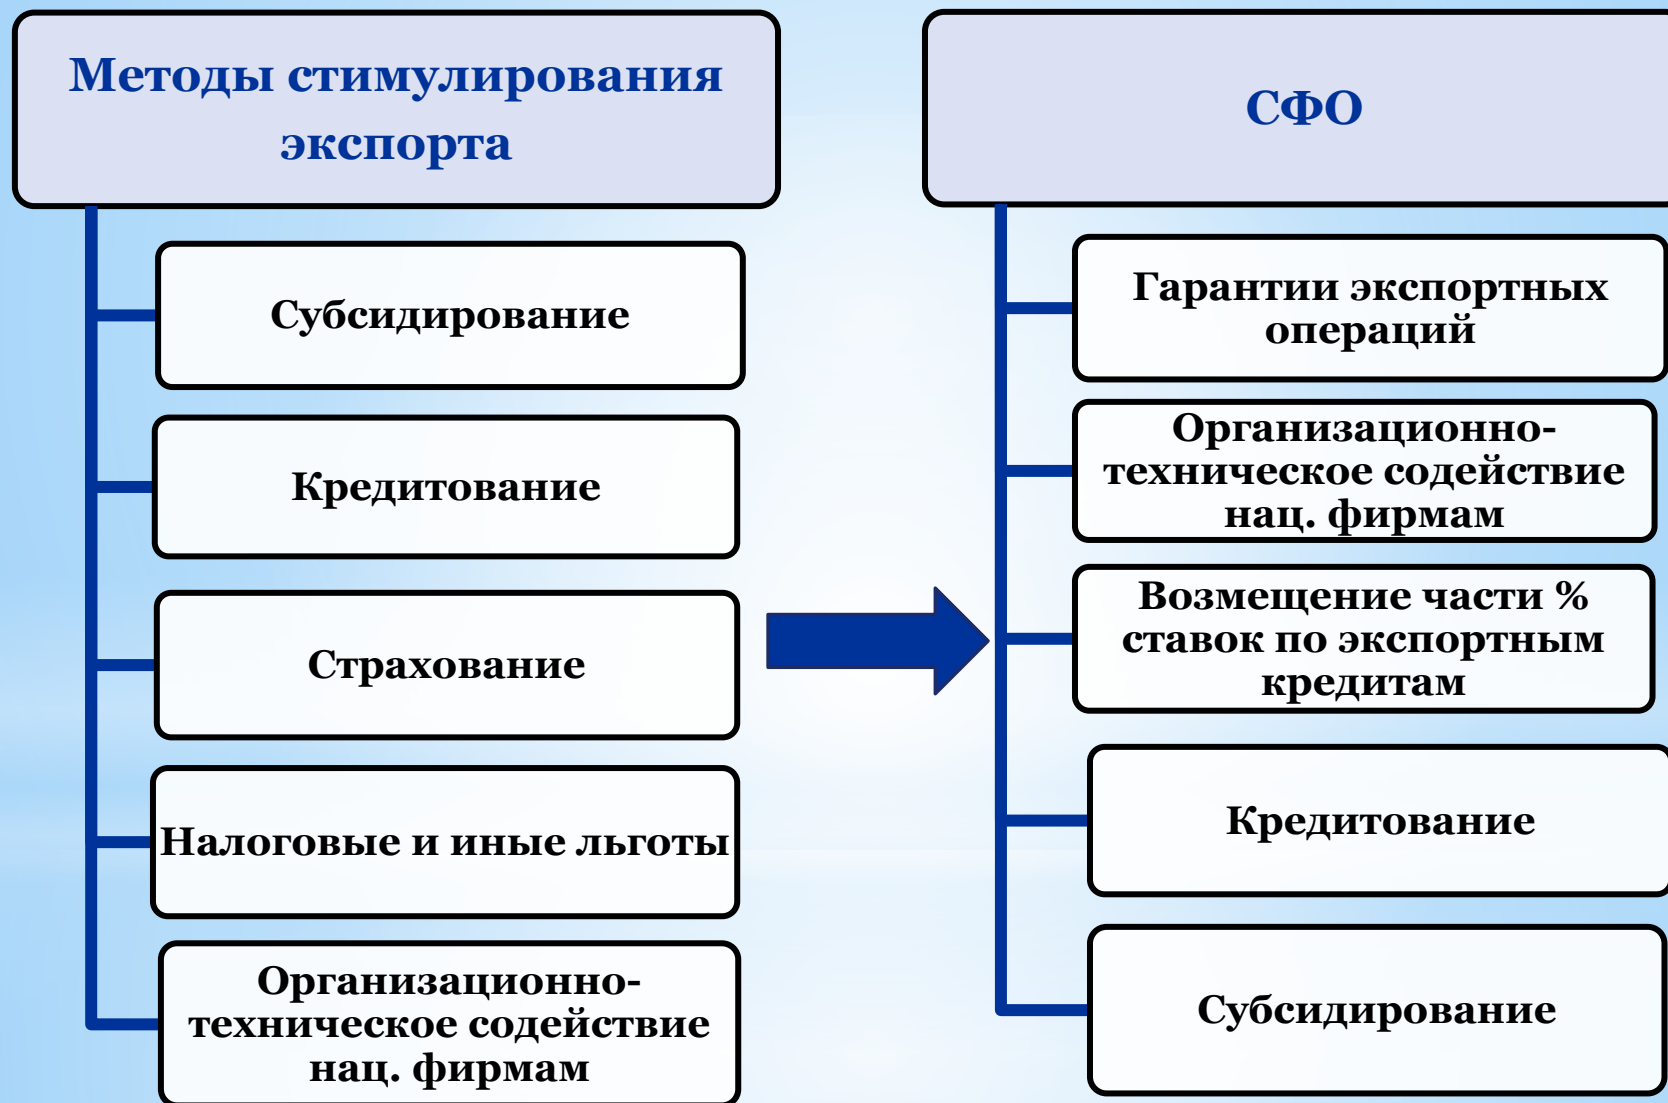 Методы стимулирования
экспорта
Субсидирование
Кредитование
Страхование
Налоговые и иные льготы
Организационно-
техническое содействие
нац. фирмам
СФО
Гарантии экспортных
операций
Организационно-
техническое содействие
нац. фирмам
Возмещение части %
ставок по экспортным
кредитам
Кредитование
Субсидирование